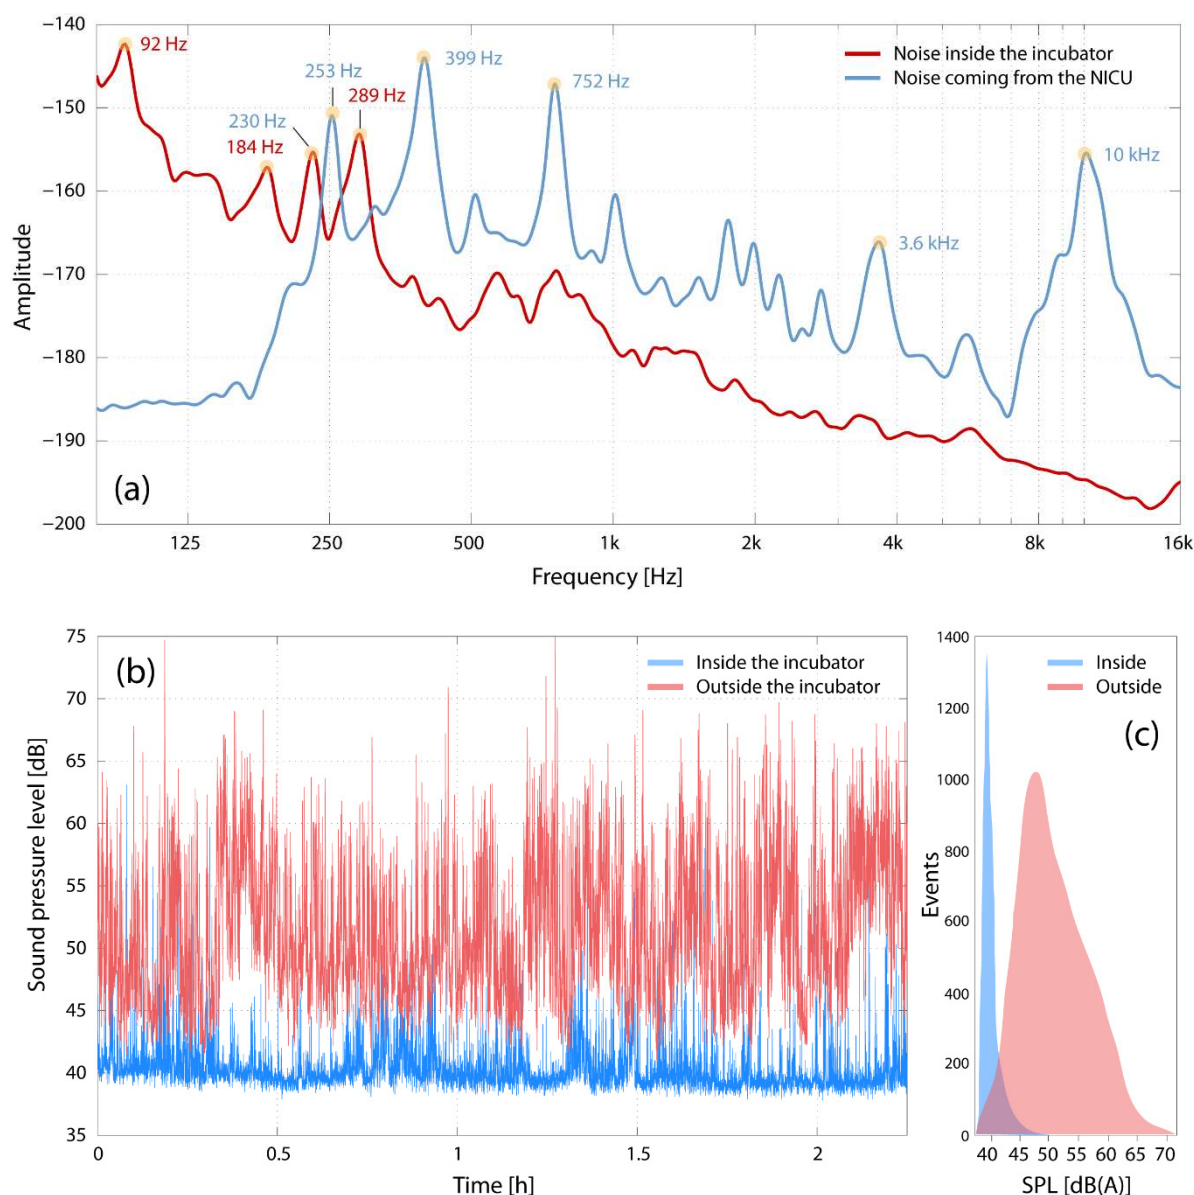 −140
−150
−160
−170
−180
−190
−200
Amplitude
92 Hz
253 Hz
230 Hz
184 Hz
289 Hz
399 Hz
752 Hz
3.6 kHz
10 kHz
Noise inside the incubator
Noise coming from the NICU
(a)
125
250
500
1k
2k
4k
8k
16k
Frequency [Hz]
75
70
65
60
55
50
45
40
35
Sound pressure level [dB]
(b)
Inside the incubator
Outside the incubator
0
0.5
1
1.5
2
Time [h]
1400
1200
1000
800
600
400
200
0
Events
Inside
Outside
(c)
40 45 50 55 60 65 70
SPL [dB(A)]